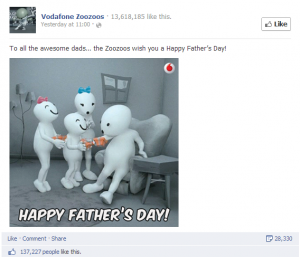 Vodafone Zoozoos · 13,618,185 like this.
Yesterday at 11:00 ·
Like
To all the awesome dads... the Zoozoos wish you a Happy Father's Day!
HAPPY FATHER'S DAY!
Like · Comment · Share
28,330
137,227 people like this.